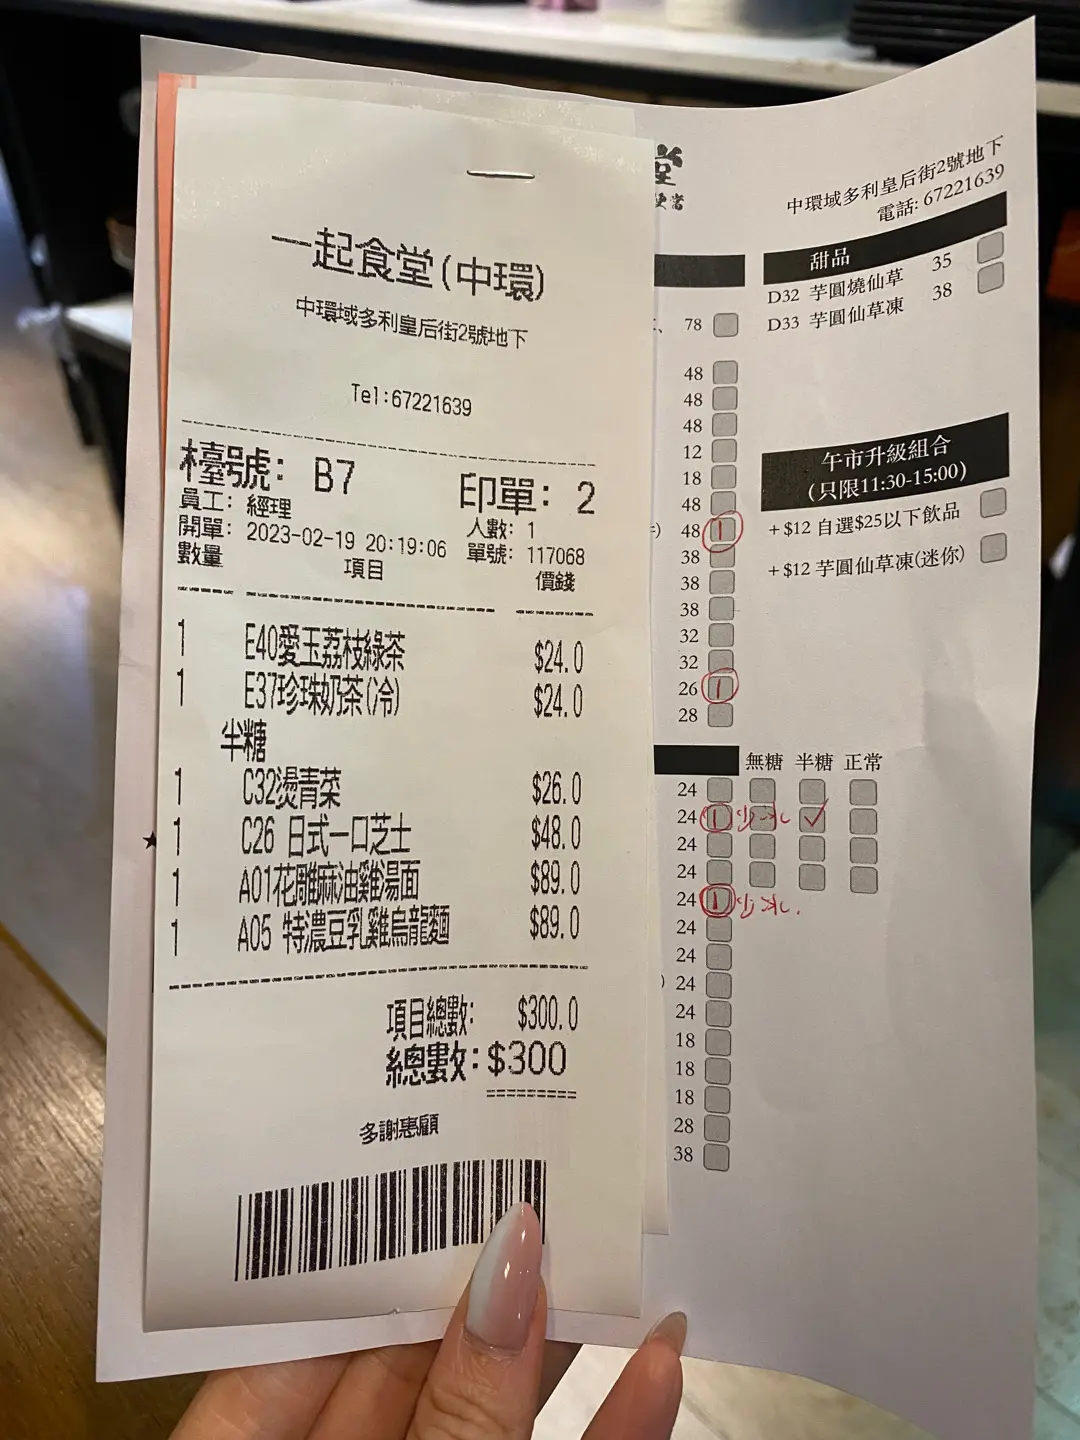 一起食堂(中環)
中環域多利皇后街2號地下
Tel:67221639
檯號: B7 印單: 2
員工: 經理 人數: 1
開單: 2023-02-19 20:19:06 單號: 117068
數量 項目 價錢
1 E40愛玉荔枝綠茶 $24.0
1 E37珍珠奶茶(冷) $24.0
半糖
1 C32燙青菜 $26.0
1 C26 日式一口芝士 $48.0
1 A01花雕麻油雞湯面 $89.0
1 A05 特濃豆乳雞烏龍麵 $89.0
項目總數: $300.0
總數: $300
=========
多謝惠顧
堂
便當
中環域多利皇后街2號地下
電話: 67221639
甜品
D32 芋圓燒仙草 35
D33 芋圓仙草凍 38
午市升級組合
(只限11:30-15:00)
+$12 自選$25以下飲品
+$12 芋圓仙草凍(迷你)
、 78
48
48
48
12
18
48
) 48 1
38
38
38
32
32
26 1
28
無糖 半糖 正常
24
24 1 少冰 ✓
24
24
24 1 少冰.
24
24
) 24
24
18
18
18
28
38
★